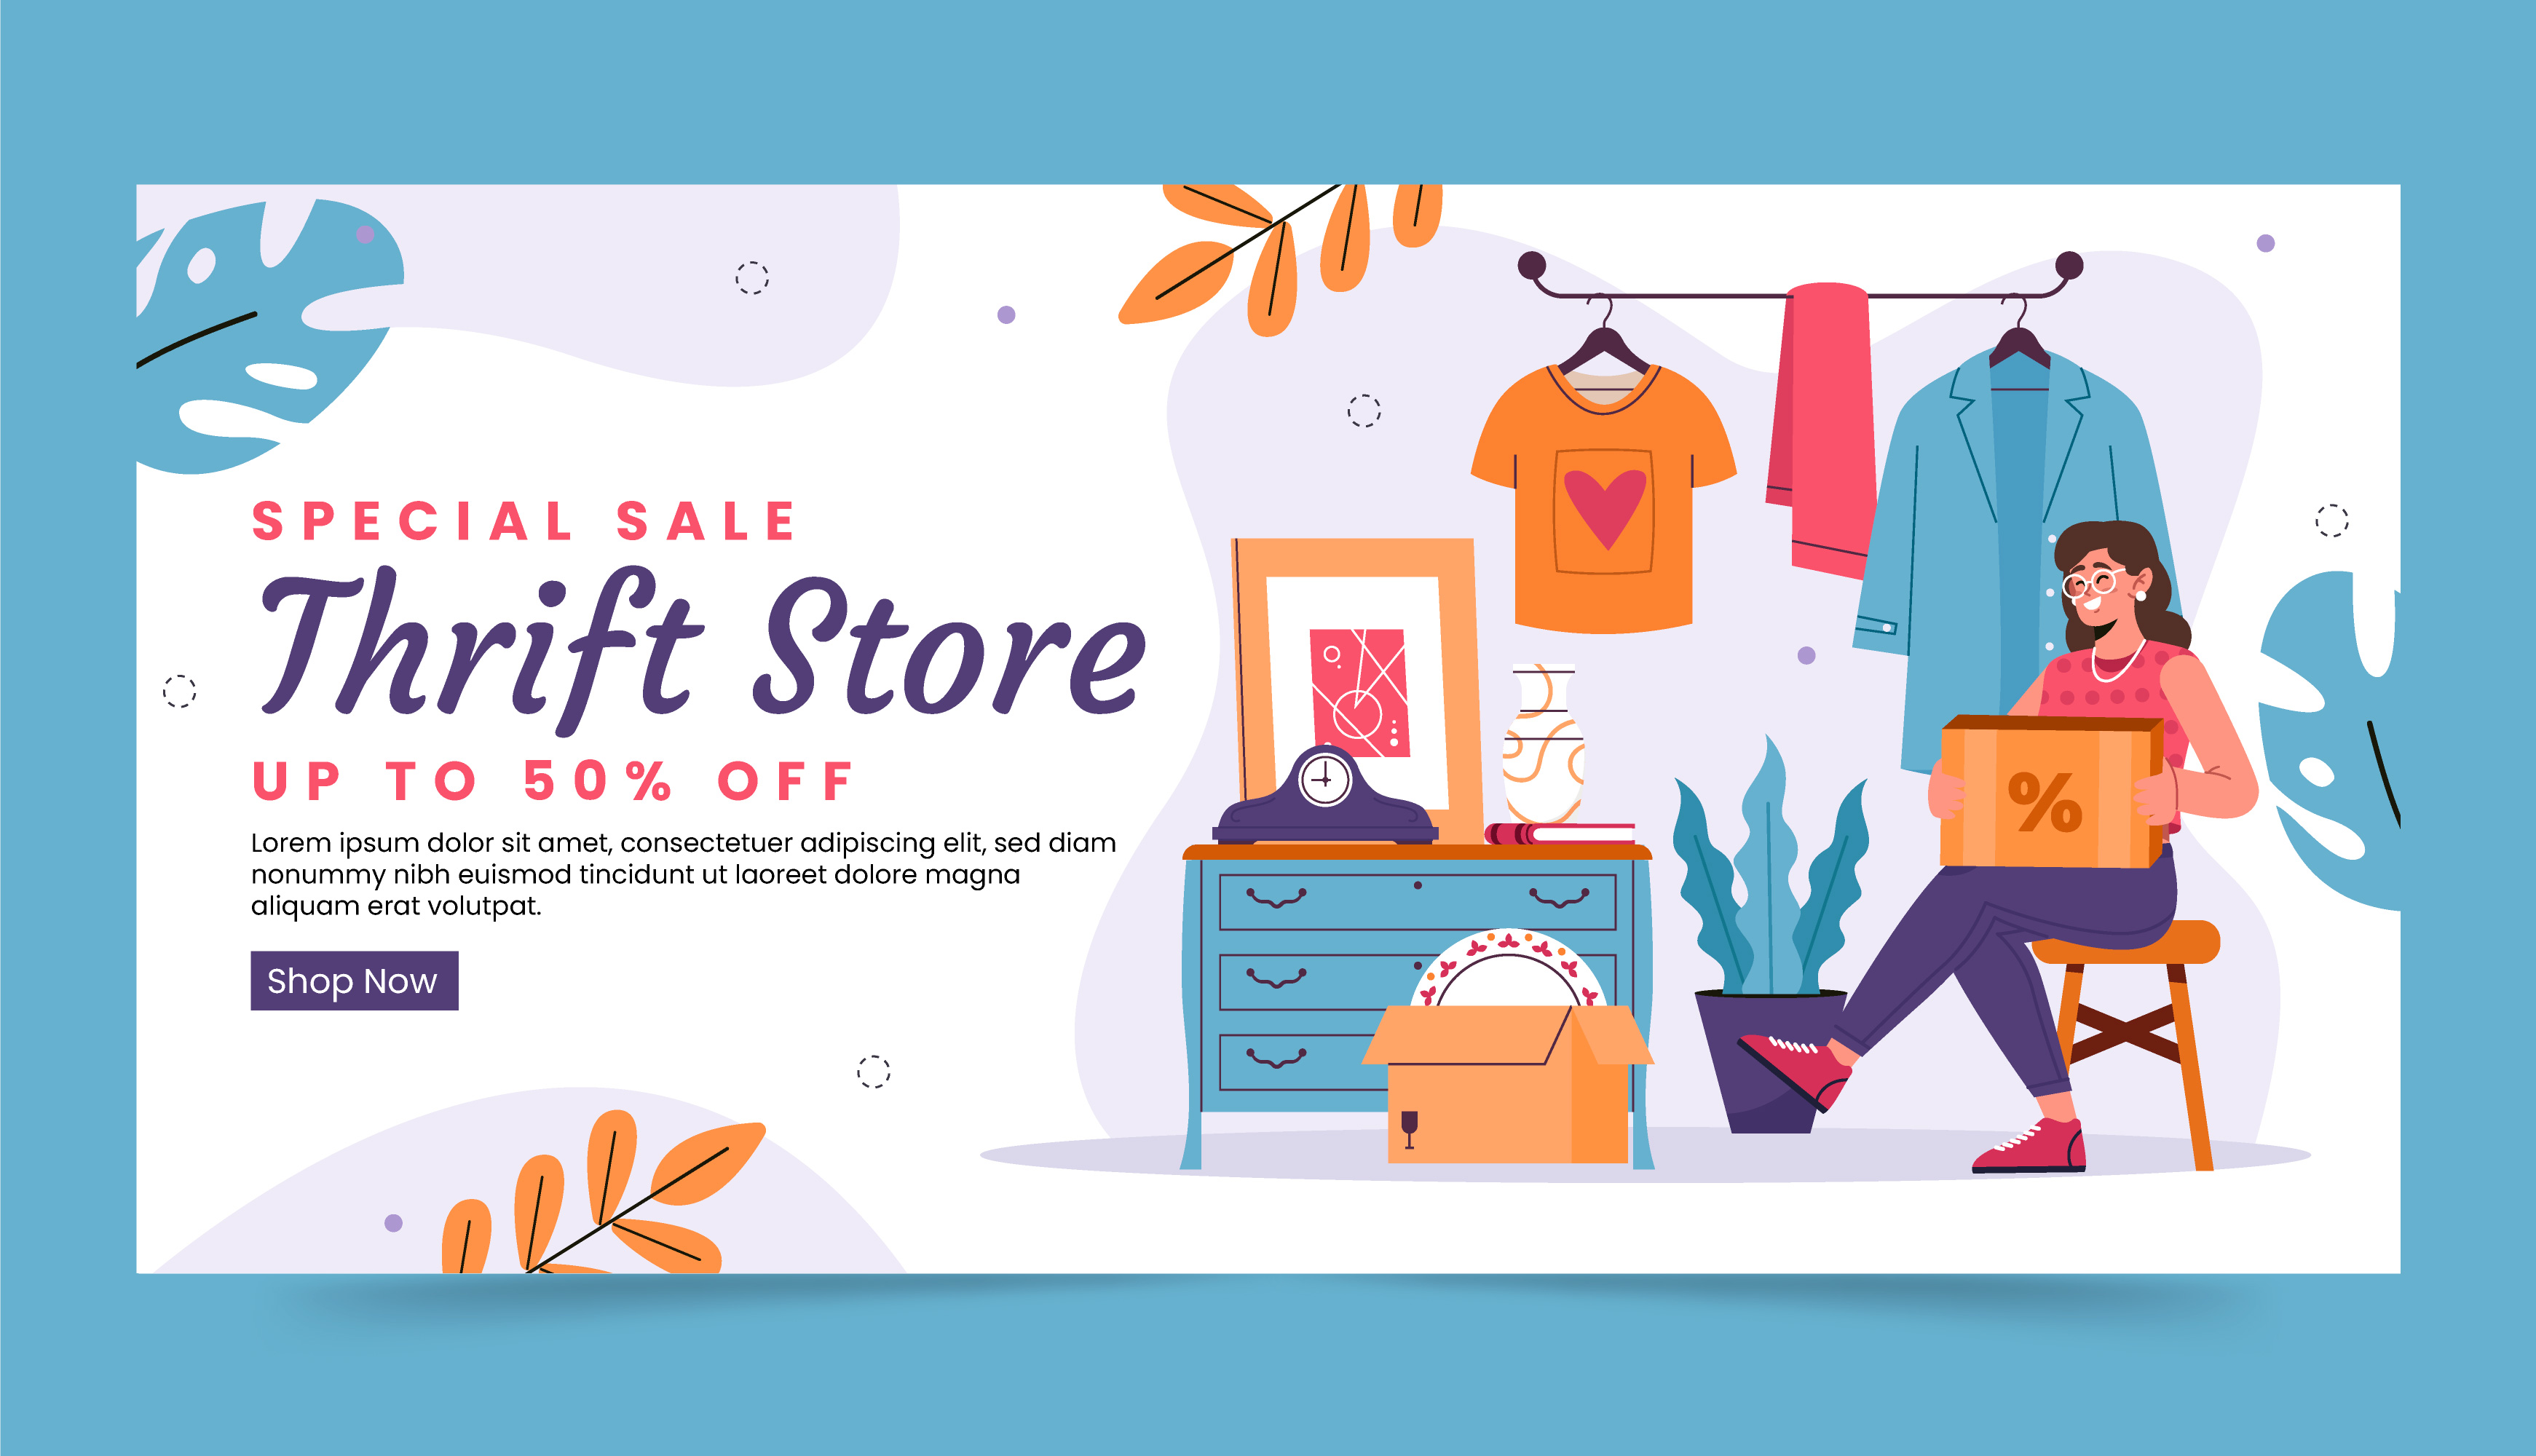 SPECIAL SALE
Thrift Store
UP TO 50% OFF
Lorem ipsum dolor sit amet, consectetuer adipiscing elit, sed diam
nonummy nibh euismod tincidunt ut laoreet dolore magna
aliquam erat volutpat.
Shop Now
%